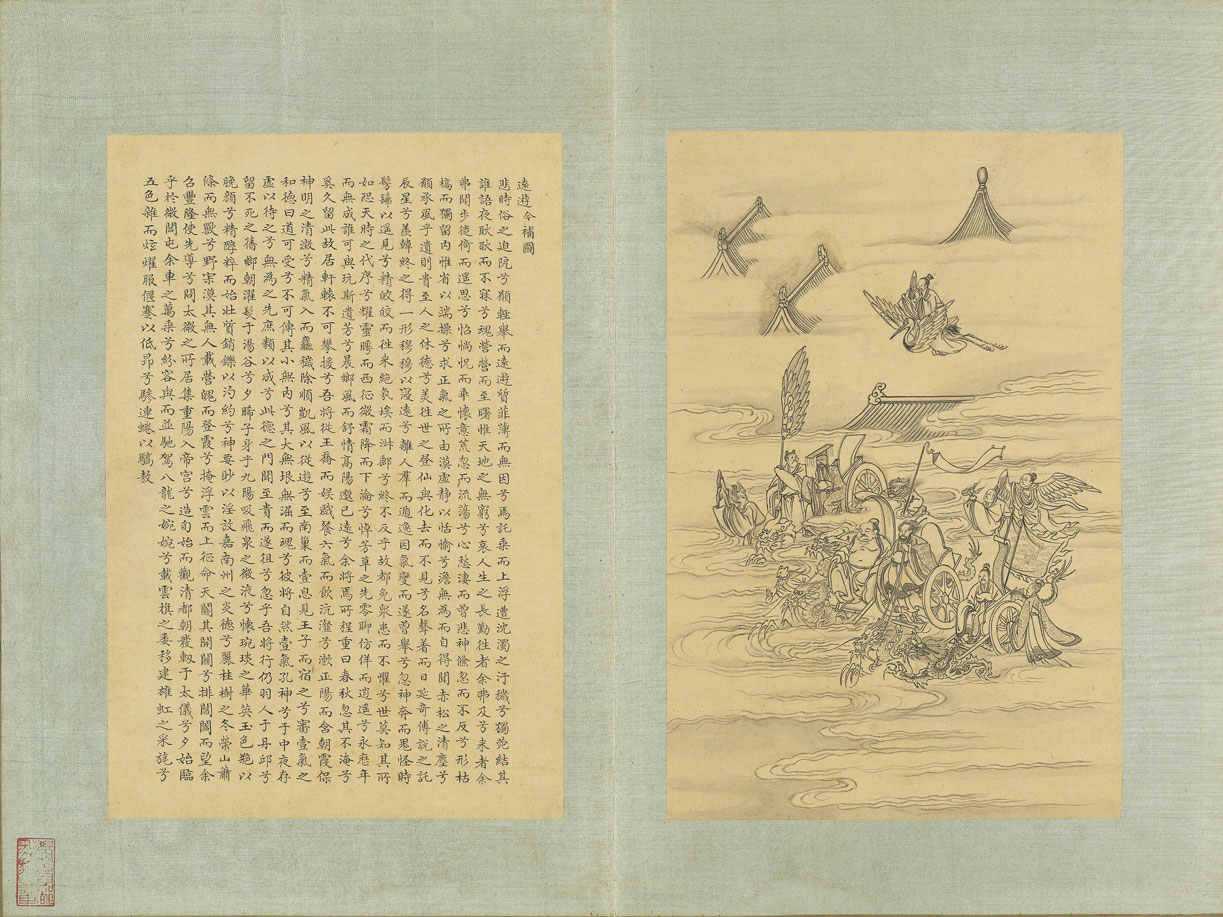 遠遊今補圖
悲時俗之迫阨兮願輕舉而遠遊質菲薄而無因兮焉託乘而上浮遭沈濁之汙穢兮獨菀結其
誰語夜耿耿而不寐兮魂營營而至曙惟天地之無窮兮哀人生之長勤往者余弗及兮來者余
弗聞步徙倚而遥思兮怊惝怳而乖懷意荒忽而流蕩兮心愁悽而曾悲神儵忽而不反兮形枯
槁而獨留內惟省以端操兮求正氣之所由漠虛静以恬愉兮澹無為而自得聞赤松之清塵兮
願承風乎遺則貴至人之休德兮美往世之登仙與化去而不見兮名聲著而日延奇傅說之託
辰星兮羨韓終之得一形穆穆以寖遠兮離人羣而遁逸因氣變而遂曾舉兮忽神奔而鬼怪時
髣髴以遥見兮精皎皎而往來絕氛埃而淑郵兮終不反乎故都免衆患而不懼兮世莫知其所
如恐天時之代序兮耀靈曄而西征微霜降而下淪兮悼芳草之先零聊仿佯而逍遥兮永歷年
而無成誰可與玩斯遺芳兮晨鄉風而舒情高陽邈已遠兮余將焉所程重曰春秋忽其不淹兮
奚久留此故居軒轅不可攀援兮吾將從王喬而娛戲餐六氣而飲沆瀣兮漱正陽而含朝霞保
神明之清澂兮精氣入而麤穢除順凱風以從遊兮至南巢而壹息見王子而宿之兮審壹氣之
和德曰道可受兮不可傳其小無內兮其大無垠無滑而魂兮彼將自然壹氣孔神兮于中夜存
虛以待之兮無為之先庶類以成兮此德之門聞至貴而遂徂兮忽乎吾將行仍羽人于丹邱兮
留不死之舊鄉朝濯髮于湯谷兮夕晞予身乎九陽吸飛泉之微液兮懷琬琰之華英玉色頩以
脕顏兮精醇粹而始壯質銷鑠以汋約兮神要眇以淫放嘉南州之炎德兮麗桂樹之冬榮山蕭
條而無獸兮野寂漠其無人載營魄而登霞兮掩浮雲而上征命天閽其開關兮排閶闔而望余
召豐隆使先導兮問太微之所居集重陽入帝宫兮造旬始而觀清都朝發軔于太儀兮夕始臨
乎於微閭屯余車之萬乘兮紛容與而並馳駕八龍之婉婉兮載雲旗之委移建雄虹之采旄兮
五色雜而炫燿服偃蹇以低昂兮驂連蜷以驕驁